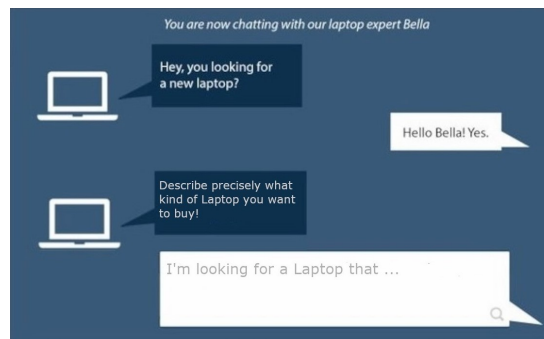 You are now chatting with our laptop expert Bella
Hey, you looking for
a new laptop?
Hello Bella! Yes.
Describe precisely what
kind of Laptop you want
to buy!
I'm looking for a Laptop that ...